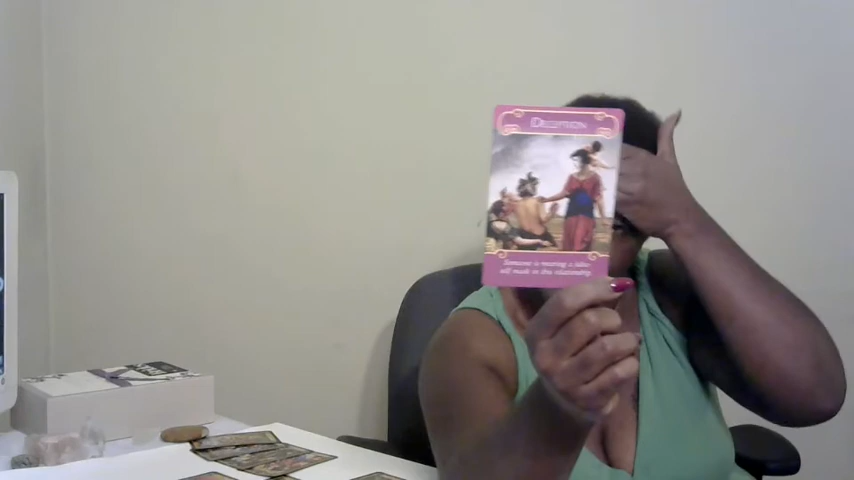 DECEPTION
Someone is wearing a false
self mask in this relationship